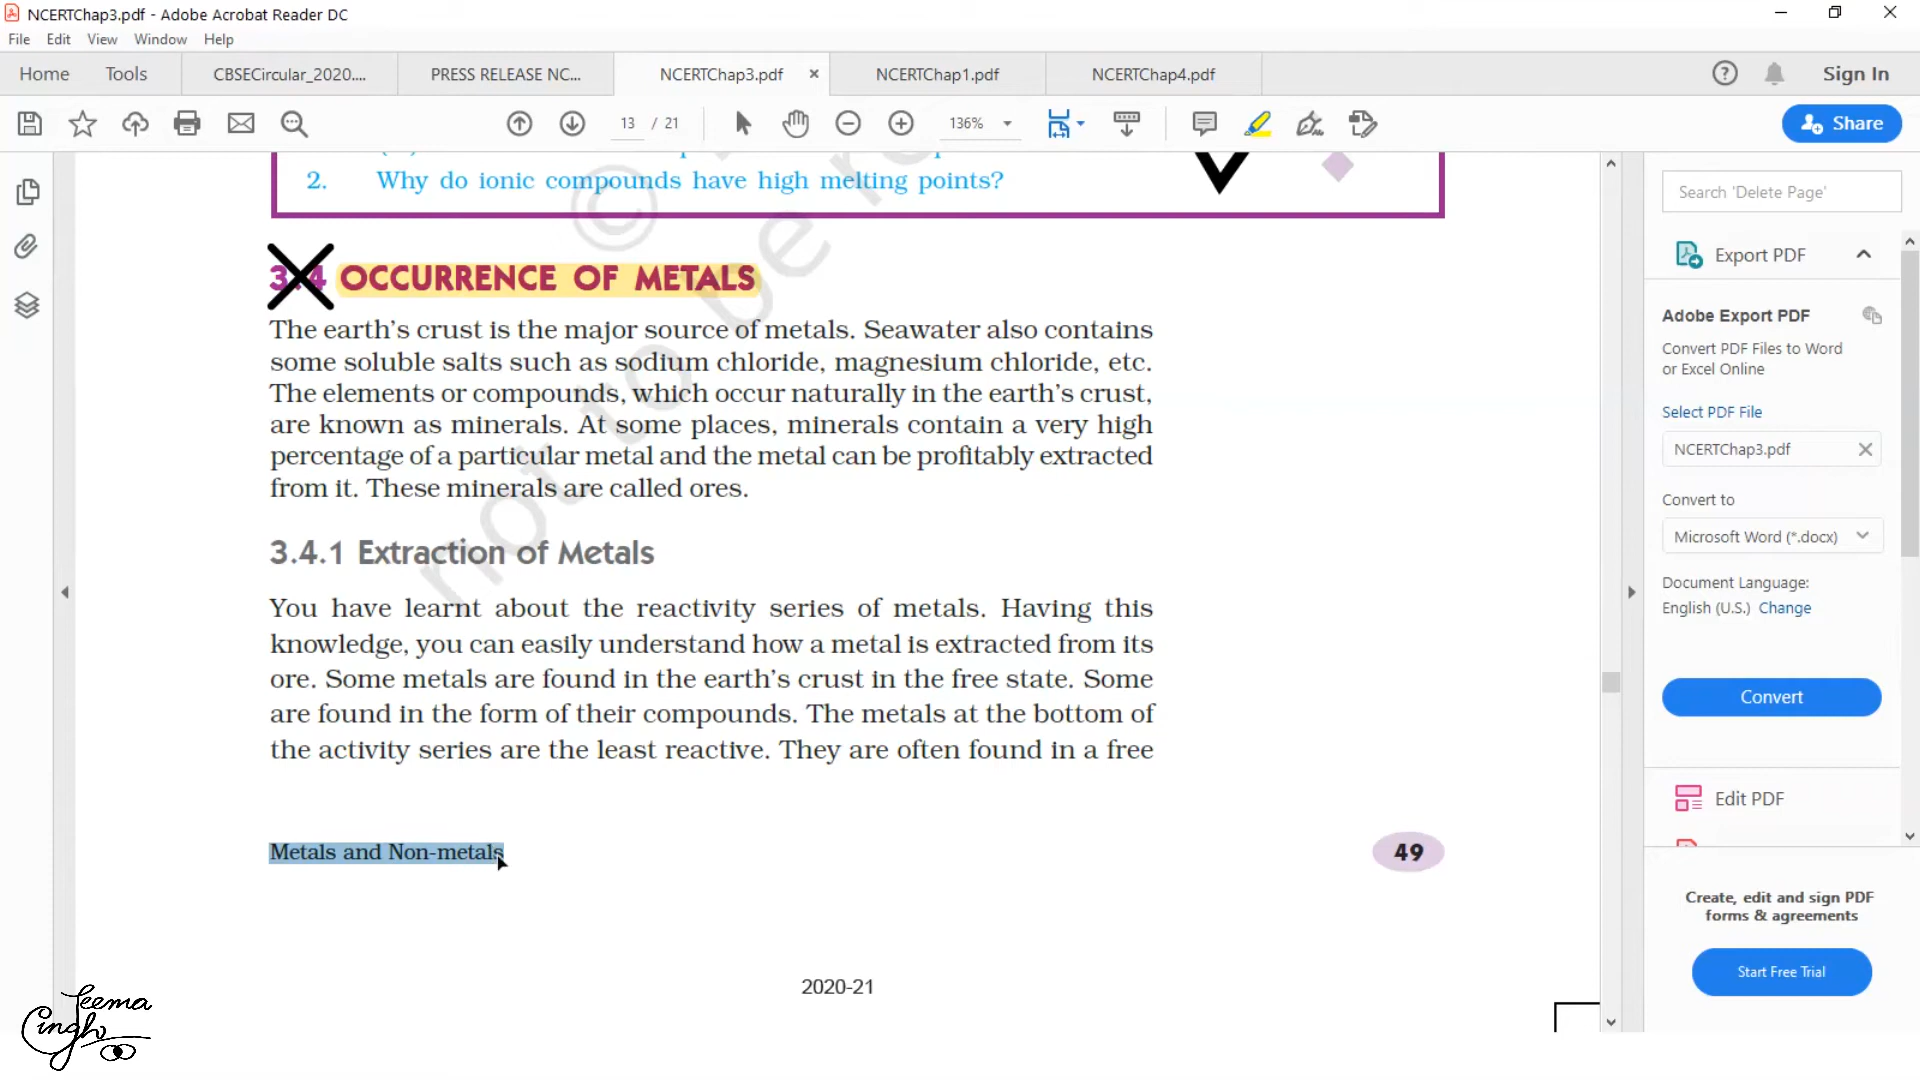 NCERTChap3.pdf - Adobe Acrobat Reader DC
File Edit View Window Help
Home Tools CBSECircular_2020.... PRESS RELEASE NC... NCERTChap3.pdf × NCERTChap1.pdf NCERTChap4.pdf Sign In
13 / 21 136% Share
2. Why do ionic compounds have high melting points?
3.4 OCCURRENCE OF METALS
The earth's crust is the major source of metals. Seawater also contains
some soluble salts such as sodium chloride, magnesium chloride, etc.
The elements or compounds, which occur naturally in the earth's crust,
are known as minerals. At some places, minerals contain a very high
percentage of a particular metal and the metal can be profitably extracted
from it. These minerals are called ores.
3.4.1 Extraction of Metals
You have learnt about the reactivity series of metals. Having this
knowledge, you can easily understand how a metal is extracted from its
ore. Some metals are found in the earth's crust in the free state. Some
are found in the form of their compounds. The metals at the bottom of
the activity series are the least reactive. They are often found in a free
Metals and Non-metals
49
2020-21
© not to be re
Search 'Delete Page'
Export PDF
Adobe Export PDF
Convert PDF Files to Word
or Excel Online
Select PDF File
NCERTChap3.pdf
Convert to
Microsoft Word (*.docx)
Document Language:
English (U.S.) Change
Convert
Edit PDF
Create, edit and sign PDF
forms & agreements
Start Free Trial